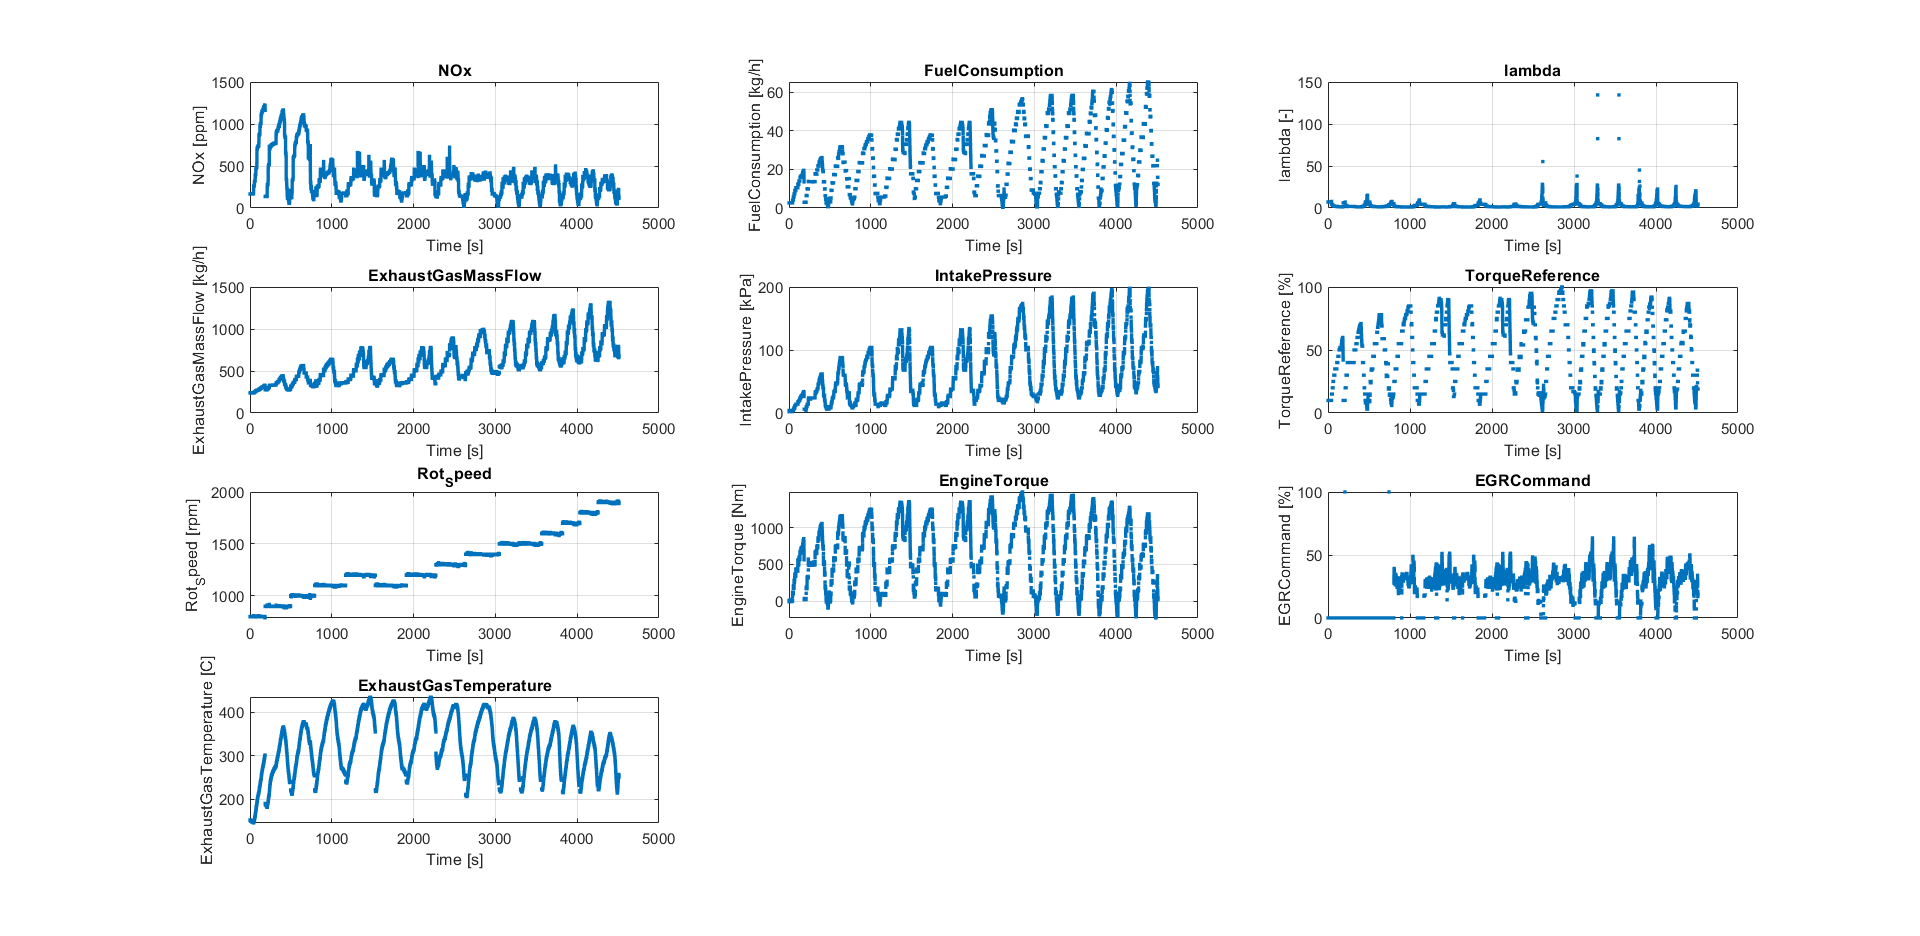 NOx
NOx [ppm]
1500
1000
500
0
0 1000 2000 3000 4000 5000
Time [s]
FuelConsumption
FuelConsumption [kg/h]
60
40
20
0
0 1000 2000 3000 4000 5000
Time [s]
lambda
lambda [-]
150
100
50
0
0 1000 2000 3000 4000 5000
Time [s]
ExhaustGasMassFlow
ExhaustGasMassFlow [kg/h]
1500
1000
500
0
0 1000 2000 3000 4000 5000
Time [s]
IntakePressure
IntakePressure [kPa]
200
100
0
0 1000 2000 3000 4000 5000
Time [s]
TorqueReference
TorqueReference [%]
100
50
0
0 1000 2000 3000 4000 5000
Time [s]
Rot_Speed
Rot_Speed [rpm]
2000
1500
1000
0 1000 2000 3000 4000 5000
Time [s]
EngineTorque
EngineTorque [Nm]
1000
500
0
0 1000 2000 3000 4000 5000
Time [s]
EGRCommand
EGRCommand [%]
100
50
0
0 1000 2000 3000 4000 5000
Time [s]
ExhaustGasTemperature
ExhaustGasTemperature [C]
400
300
200
0 1000 2000 3000 4000 5000
Time [s]